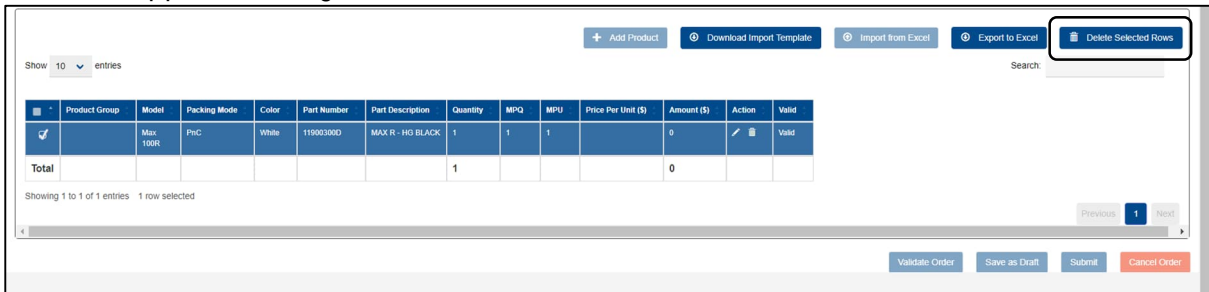 + Add Product Download Import Template Import from Excel Export to Excel Delete Selected Rows
Show 10 entries Search:
Product Group Model Packing Mode Color Part Number Part Description Quantity MPQ MPU Price Per Unit ($) Amount ($) Action Valid
Max 100R PnC White 11900300D MAX R - HG BLACK 1 1 1 0 Valid
Total 1 0
Showing 1 to 1 of 1 entries 1 row selected
Previous 1 Next
Validate Order Save as Draft Submit Cancel Order